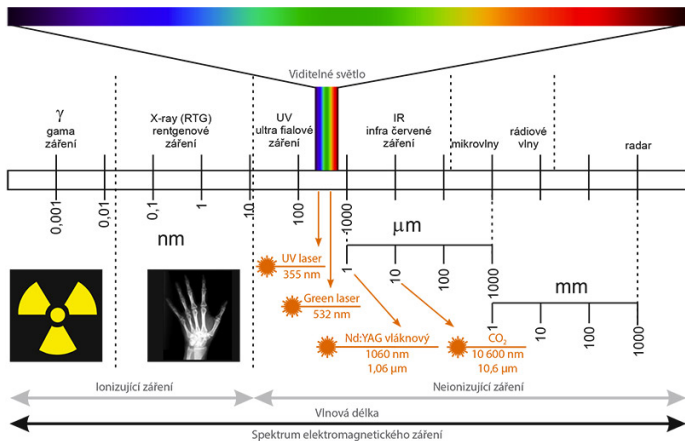 Viditelné světlo
γ
gama
záření
X-ray (RTG)
rentgenové
záření
UV
ultra fialové
záření
IR
infra červené
záření
mikrovlny
rádiové
vlny
radar
0,001
0,01
0,1
1
10
100
1000
nm
μm
1
10
100
1000
mm
1
10
100
1000
UV laser
355 nm
Green laser
532 nm
Nd:YAG vláknový
1060 nm
1,06 μm
CO₂
10 600 nm
10,6 μm
Ionizující záření
Neionizující záření
Vlnová délka
Spektrum elektromagnetického záření